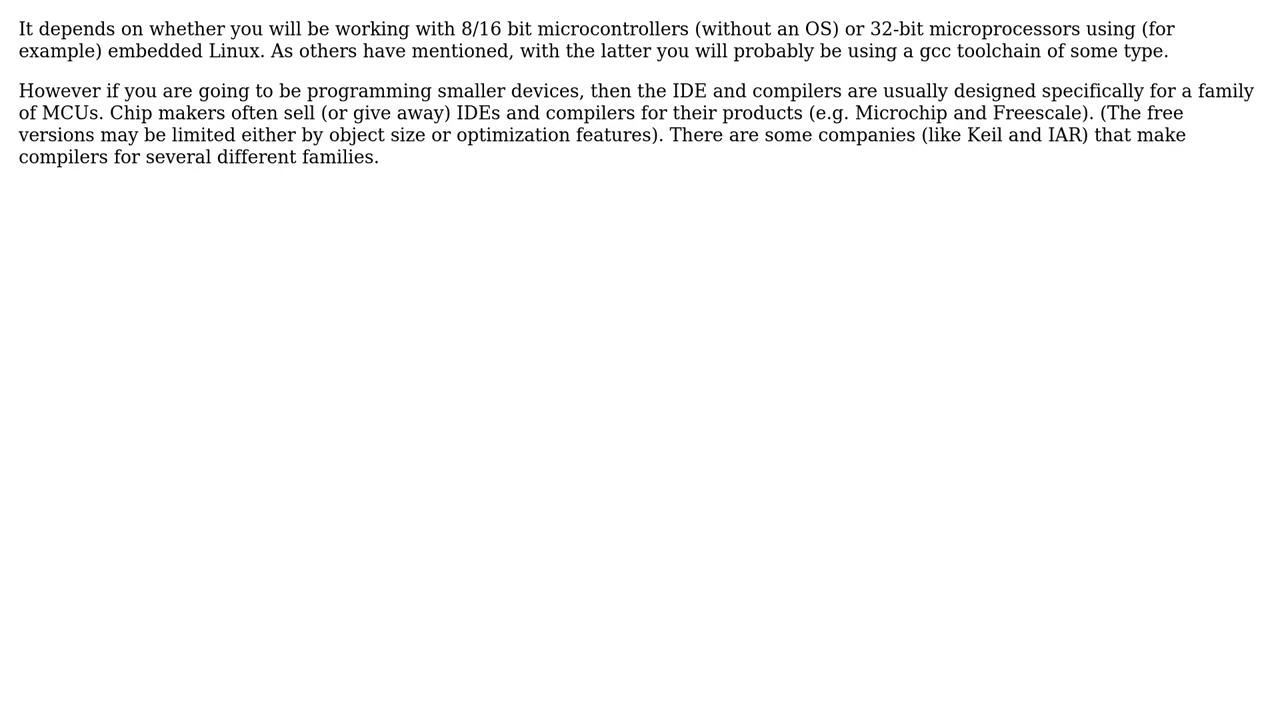 It depends on whether you will be working with 8/16 bit microcontrollers (without an OS) or 32-bit microprocessors using (for
example) embedded Linux. As others have mentioned, with the latter you will probably be using a gcc toolchain of some type.
However if you are going to be programming smaller devices, then the IDE and compilers are usually designed specifically for a family
of MCUs. Chip makers often sell (or give away) IDEs and compilers for their products (e.g. Microchip and Freescale). (The free
versions may be limited either by object size or optimization features). There are some companies (like Keil and IAR) that make
compilers for several different families.